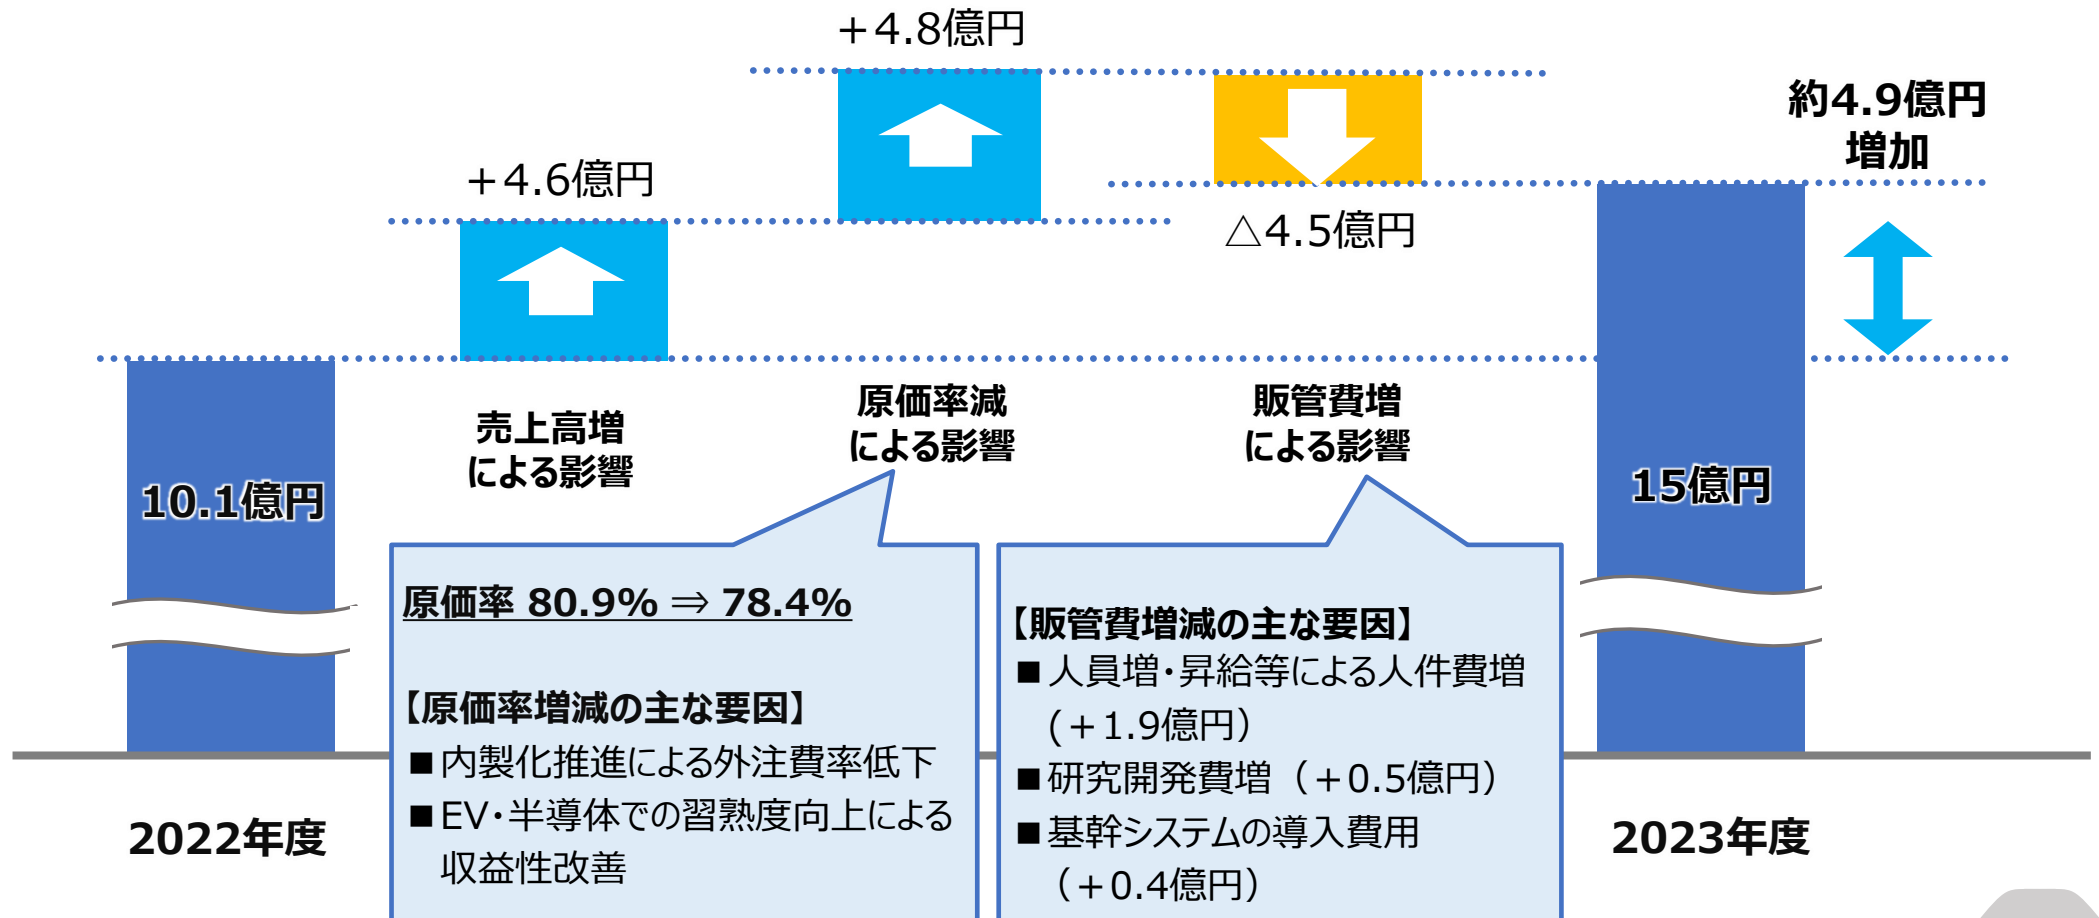 +4.8億円
約4.9億円
増加
+4.6億円
△4.5億円
原価率減
による影響
販管費増
による影響
売上高増
による影響
10.1億円
15億円
原価率 80.9% ⇒ 78.4%
【原価率増減の主な要因】
■内製化推進による外注費率低下
■EV・半導体での習熟度向上による
収益性改善
【販管費増減の主な要因】
■人員増・昇給等による人件費増
(+1.9億円)
■研究開発費増（+0.5億円）
■基幹システムの導入費用
（+0.4億円）
2022年度
2023年度